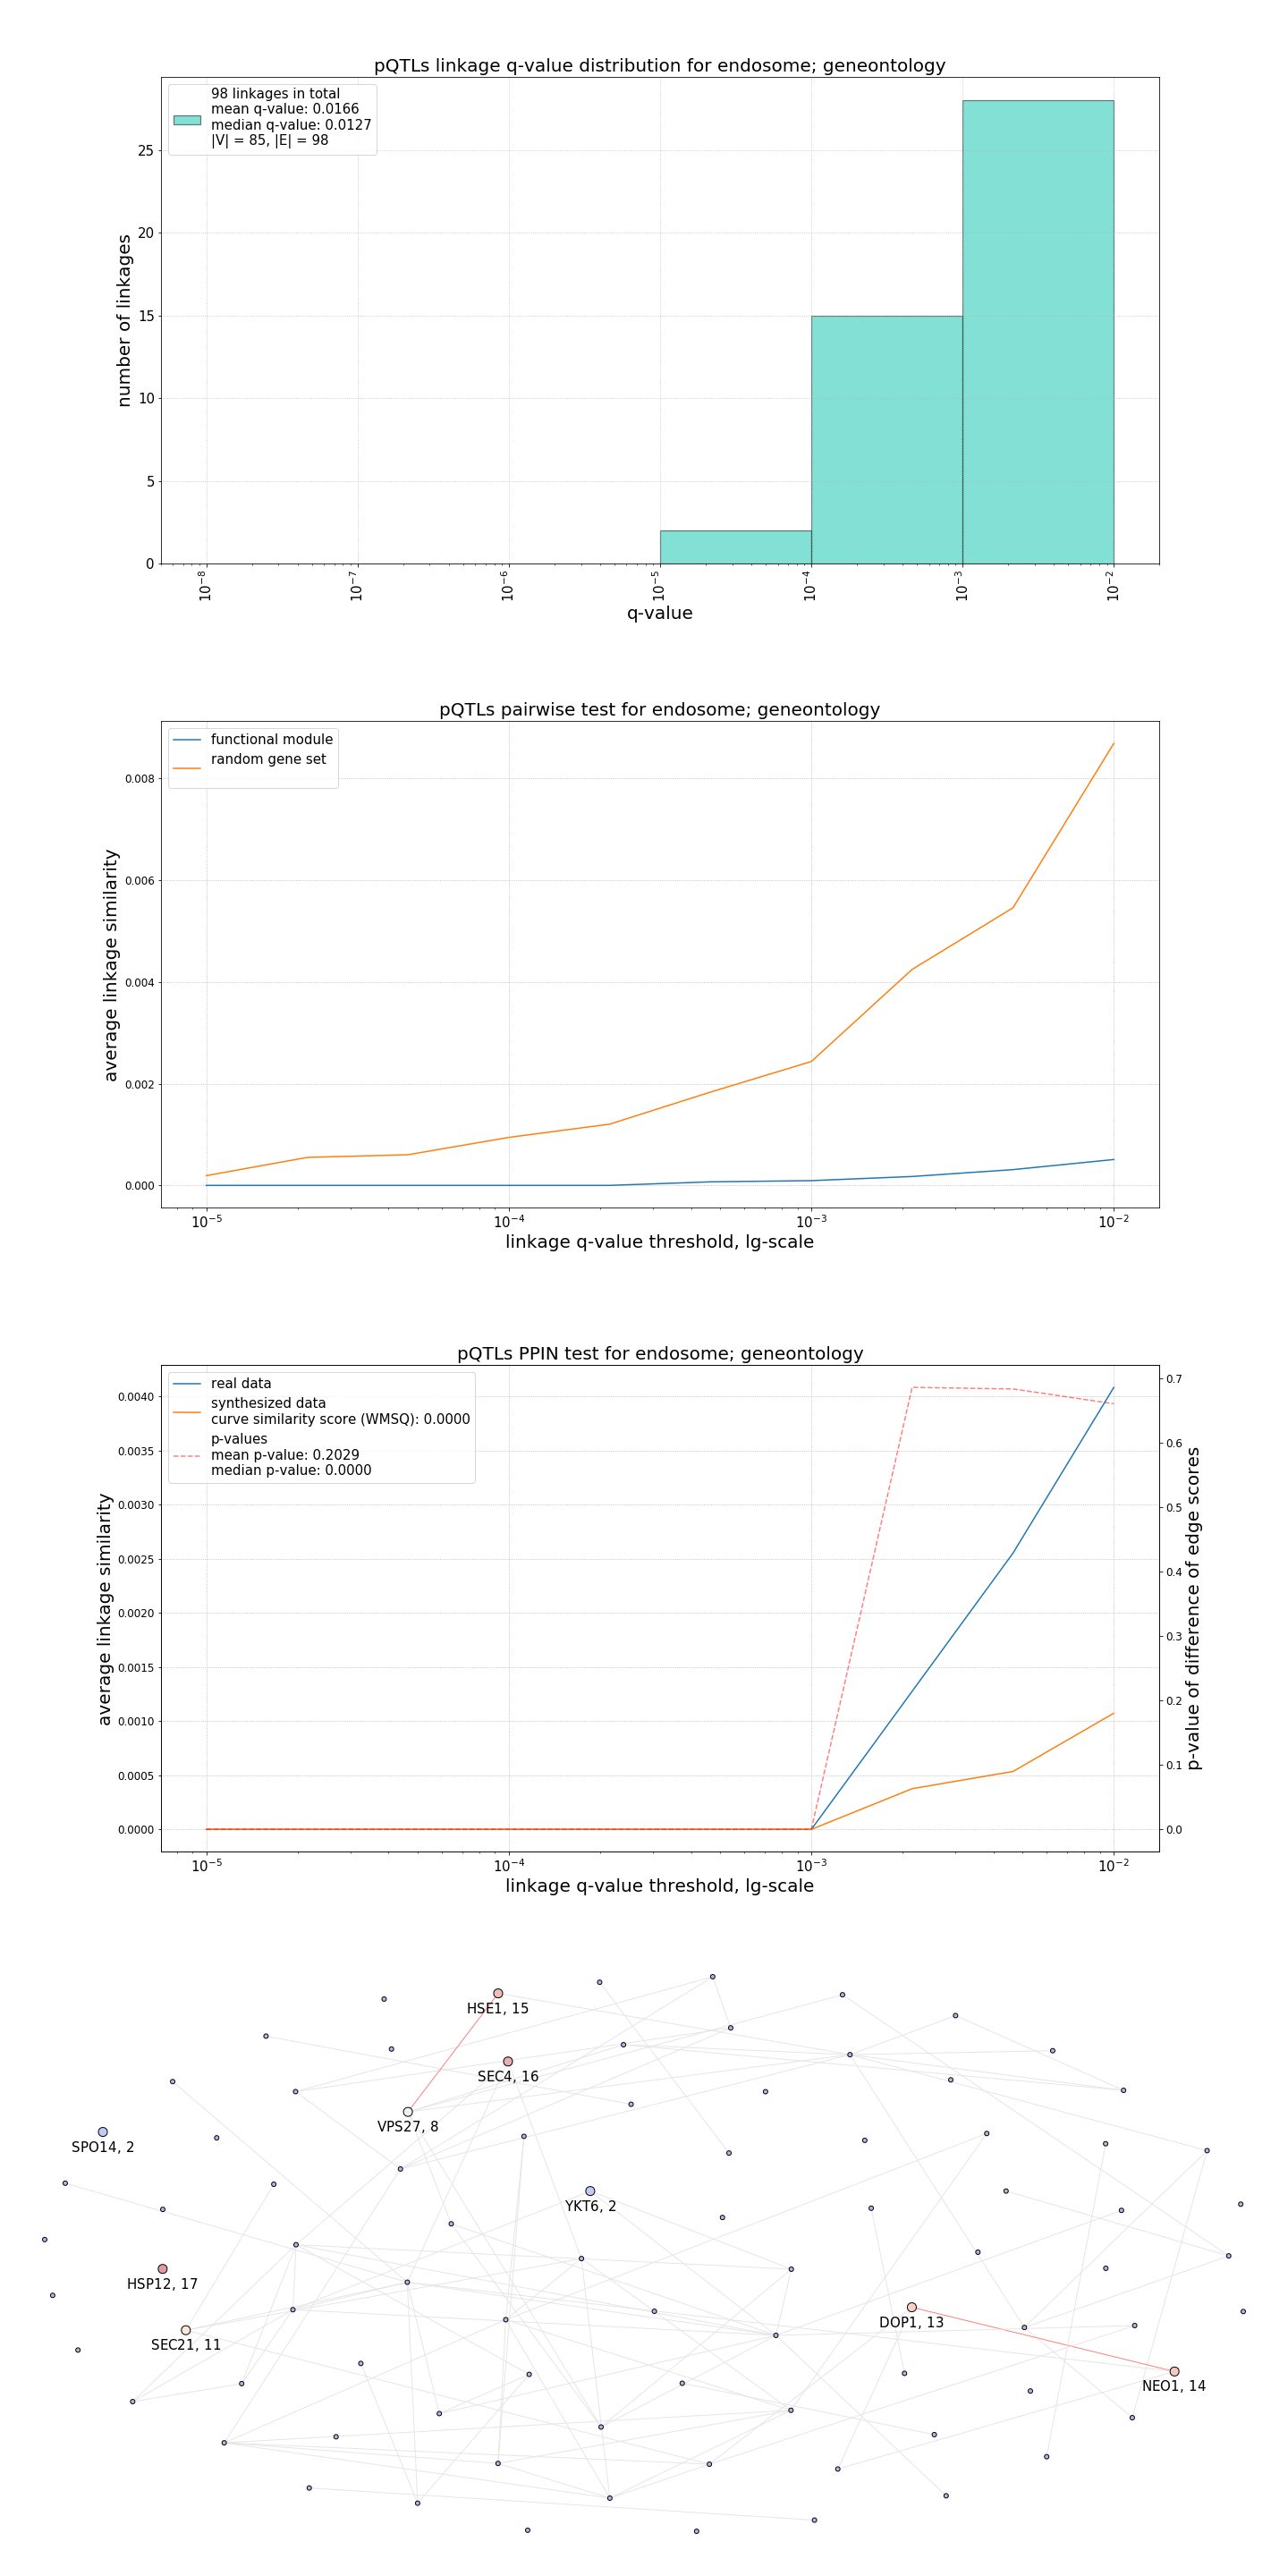 pQTLs linkage q-value distribution for endosome; geneontology
98 linkages in total
mean q-value: 0.0166
median q-value: 0.0127
|V| = 85, |E| = 98
number of linkages
25
20
15
10
5
0
10⁻⁸
10⁻⁷
10⁻⁶
10⁻⁵
10⁻⁴
10⁻³
10⁻²
q-value
pQTLs pairwise test for endosome; geneontology
functional module
random gene set
average linkage similarity
0.008
0.006
0.004
0.002
0.000
10⁻⁵
10⁻⁴
10⁻³
10⁻²
linkage q-value threshold, lg-scale
pQTLs PPIN test for endosome; geneontology
real data
synthesized data
curve similarity score (WMSQ): 0.0000
p-values
mean p-value: 0.2029
median p-value: 0.0000
average linkage similarity
0.0040
0.0035
0.0030
0.0025
0.0020
0.0015
0.0010
0.0005
0.0000
0.7
0.6
0.5
0.4
0.3
0.2
0.1
0.0
p-value of difference of edge scores
10⁻⁵
10⁻⁴
10⁻³
10⁻²
linkage q-value threshold, lg-scale
HSE1, 15
SEC4, 16
VPS27, 8
SPO14, 2
YKT6, 2
HSP12, 17
DOP1, 13
SEC21, 11
NEO1, 14